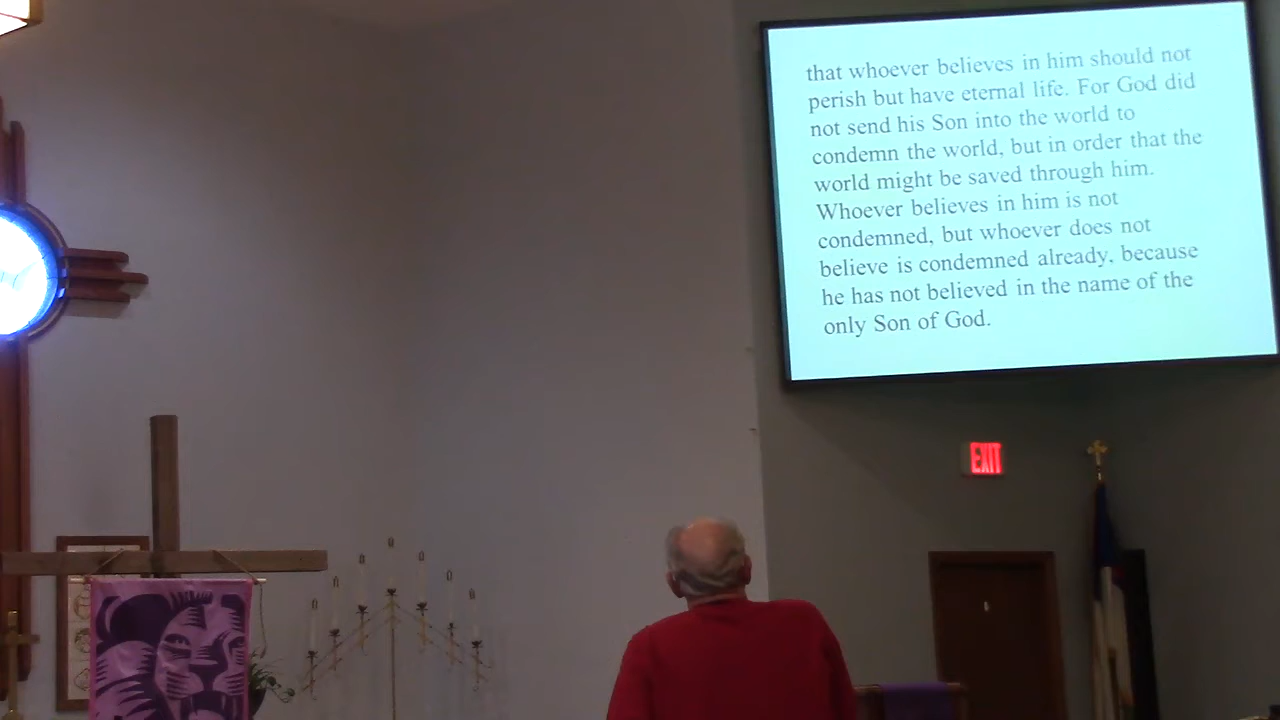 that whoever believes in him should not
perish but have eternal life. For God did
not send his Son into the world to
condemn the world, but in order that the
world might be saved through him.
Whoever believes in him is not
condemned, but whoever does not
believe is condemned already, because
he has not believed in the name of the
only Son of God.
EXIT